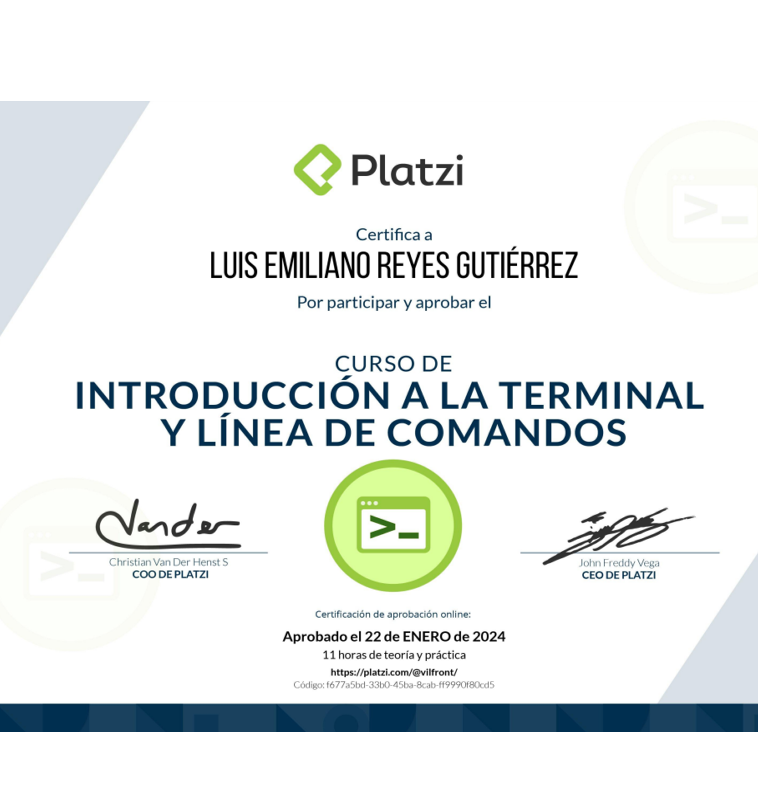 Platzi
Certifica a
LUIS EMILIANO REYES GUTIÉRREZ
Por participar y aprobar el
CURSO DE
INTRODUCCIÓN A LA TERMINAL
Y LÍNEA DE COMANDOS
Vander
Christian Van Der Henst S
COO DE PLATZI
John Freddy Vega
CEO DE PLATZI
Certificación de aprobación online:
Aprobado el 22 de ENERO de 2024
11 horas de teoría y práctica
https://platzi.com/@vilfront/
Código: f677a5bd-33b0-45ba-8cab-ff9990f80cd5